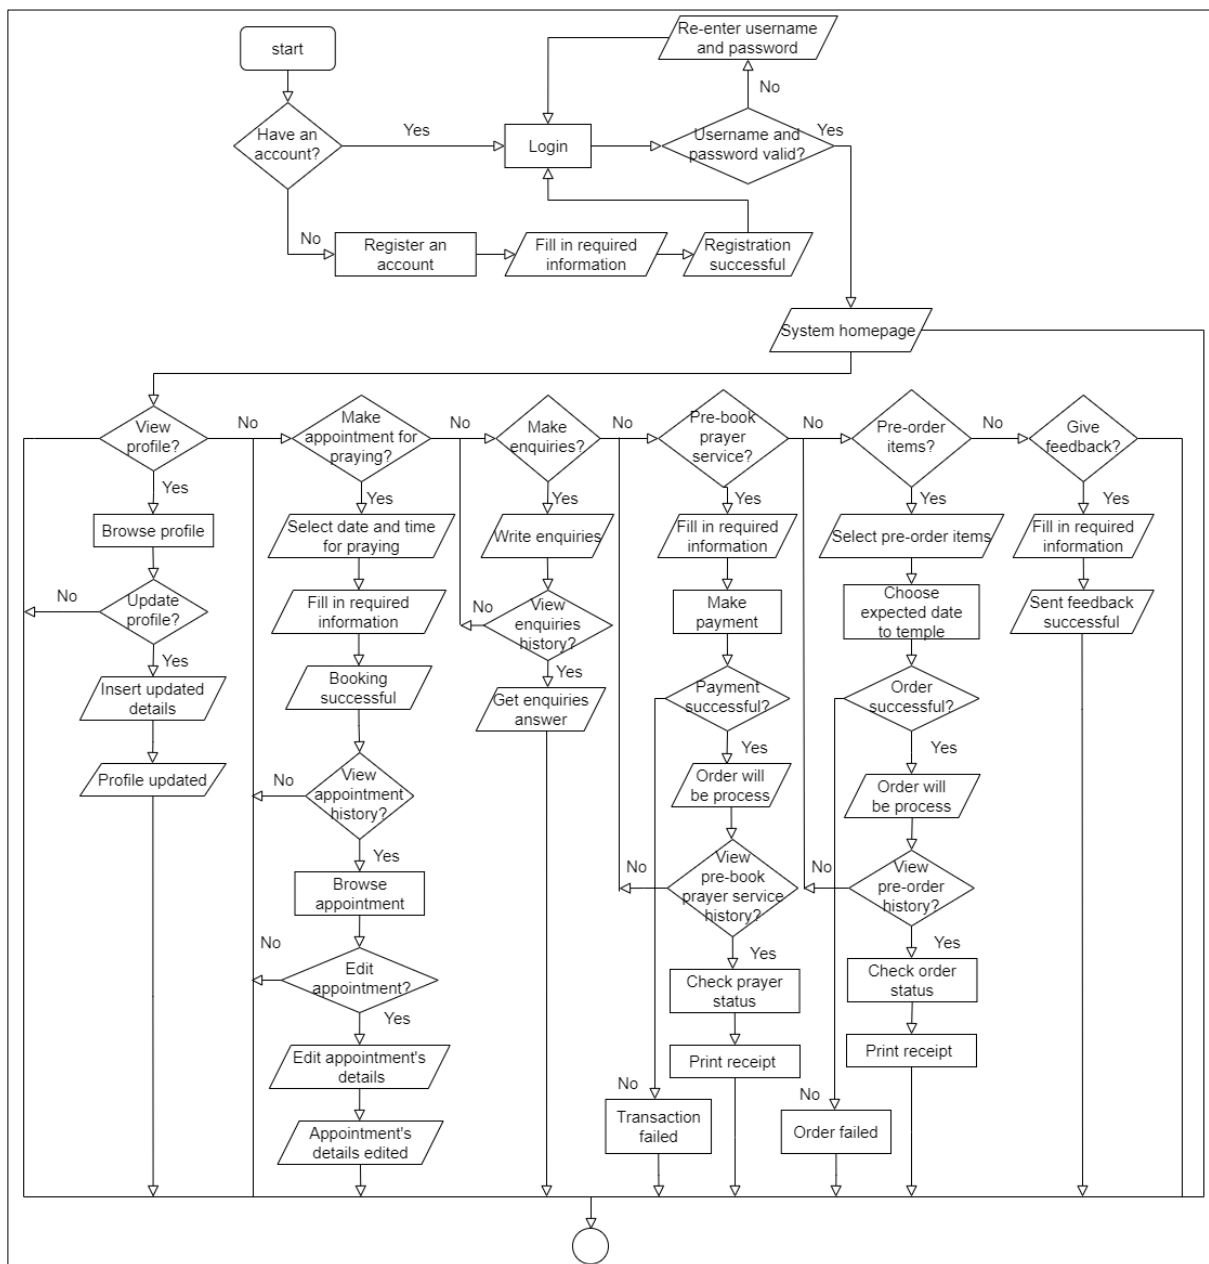 start
Re-enter username
and password
No
Have an
account?
Yes
Login
Username and
password valid?
Yes
No
Register an
account
Fill in required
information
Registration
successful
System homepage
View
profile?
No
Make
appointment for
praying?
No
Make
enquiries?
No
Pre-book
prayer
service?
No
Pre-order
items?
No
Give
feedback?
Yes
Yes
Yes
Yes
Yes
Yes
Browse profile
Select date and time
for praying
Write enquiries
Fill in required
information
Select pre-order items
Fill in required
information
No
Update
profile?
Fill in required
information
No
View
enquiries
history?
Make
payment
Choose
expected date
to temple
Sent feedback
successful
Yes
Yes
Insert updated
details
Booking
successful
Get enquiries
answer
Payment
successful?
Order
successful?
Yes
Yes
Profile updated
No
View
appointment
history?
Order will
be process
Order will
be process
Yes
No
View
pre-book
prayer service
history?
No
View
pre-order
history?
Browse
appointment
No
Yes
Yes
Edit
appointment?
Check prayer
status
Check order
status
Yes
Edit appointment's
details
Print receipt
Print receipt
No
No
Transaction
failed
Order failed
Appointment's
details edited